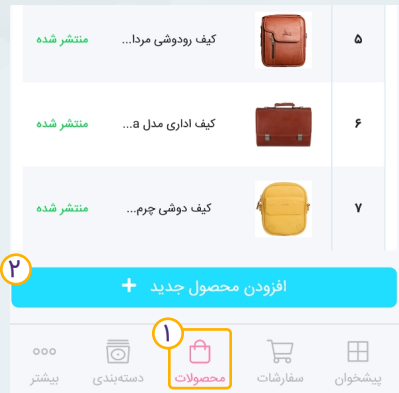 ۵ کیف رودوشی مردا... منتشر شده
۶ کیف اداری مدل a... منتشر شده
۷ کیف دوشی چرم... منتشر شده
۲
افزودن محصول جدید +
۱
پیشخوان سفارشات محصولات دسته‌بندی بیشتر